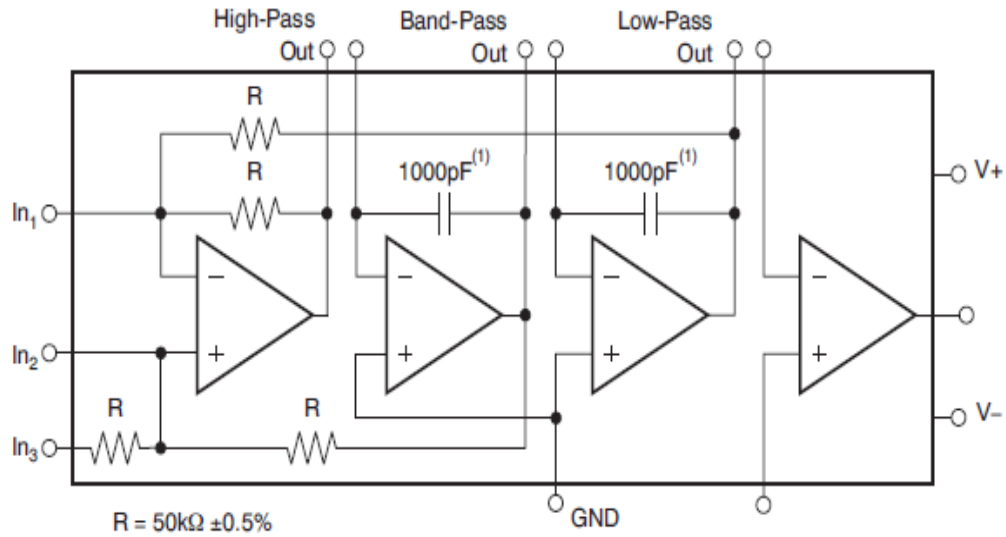 High-Pass Out
Band-Pass Out
Low-Pass Out
R
R
1000pF(1)
1000pF(1)
V+
In1
−
−
−
−
In2
+
+
+
+
R
R
V−
In3
GND
R = 50kΩ ±0.5%